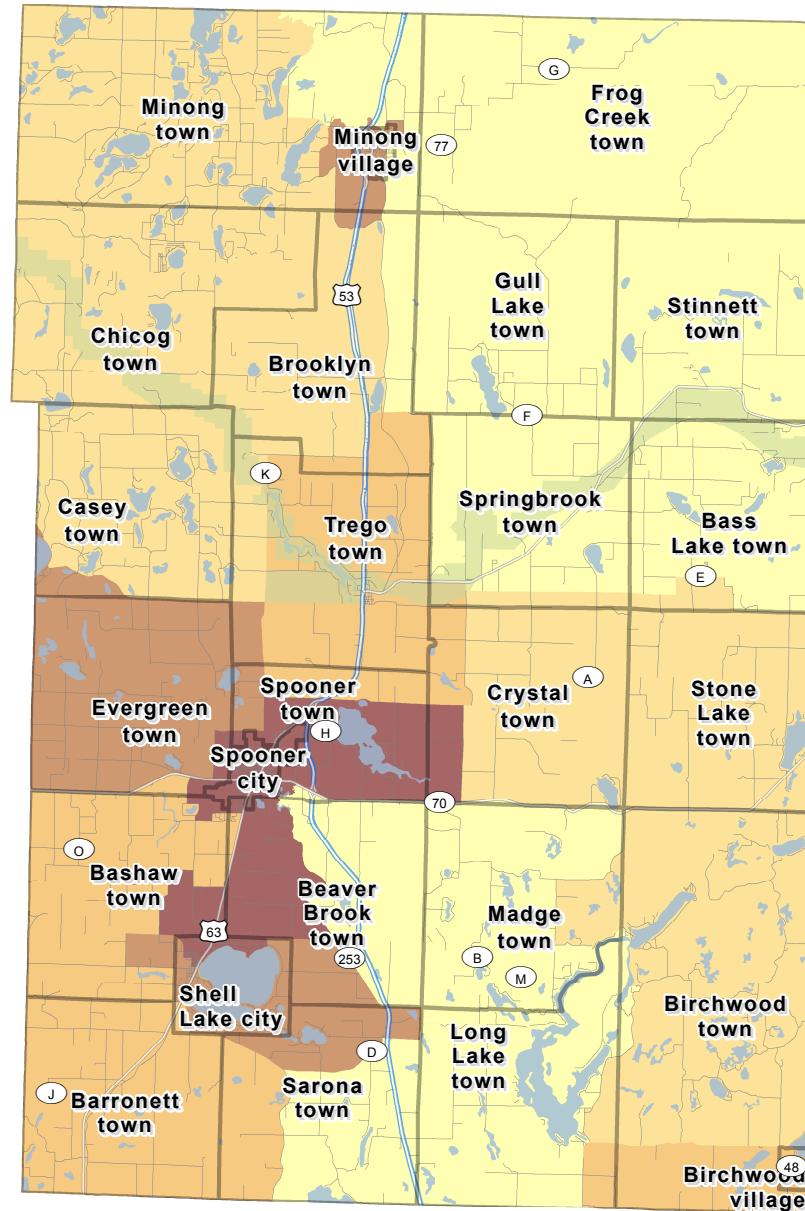 G
Frog
Creek
town
Minong
town
Minong
village
77
Gull
Lake
town
Stinnett
town
53
Chicog
town
Brooklyn
town
F
K
Casey
town
Trego
town
Springbrook
town
Bass
Lake town
E
Evergreen
town
Spooner
town
H
Crystal
town
A
Stone
Lake
town
Spooner
city
70
O
Bashaw
town
Beaver
Brook
town
63
253
Madge
town
B
M
Shell
Lake city
Birchwood
town
Long
Lake
town
D
J
Barronett
town
Sarona
town
48
Birchwood
village